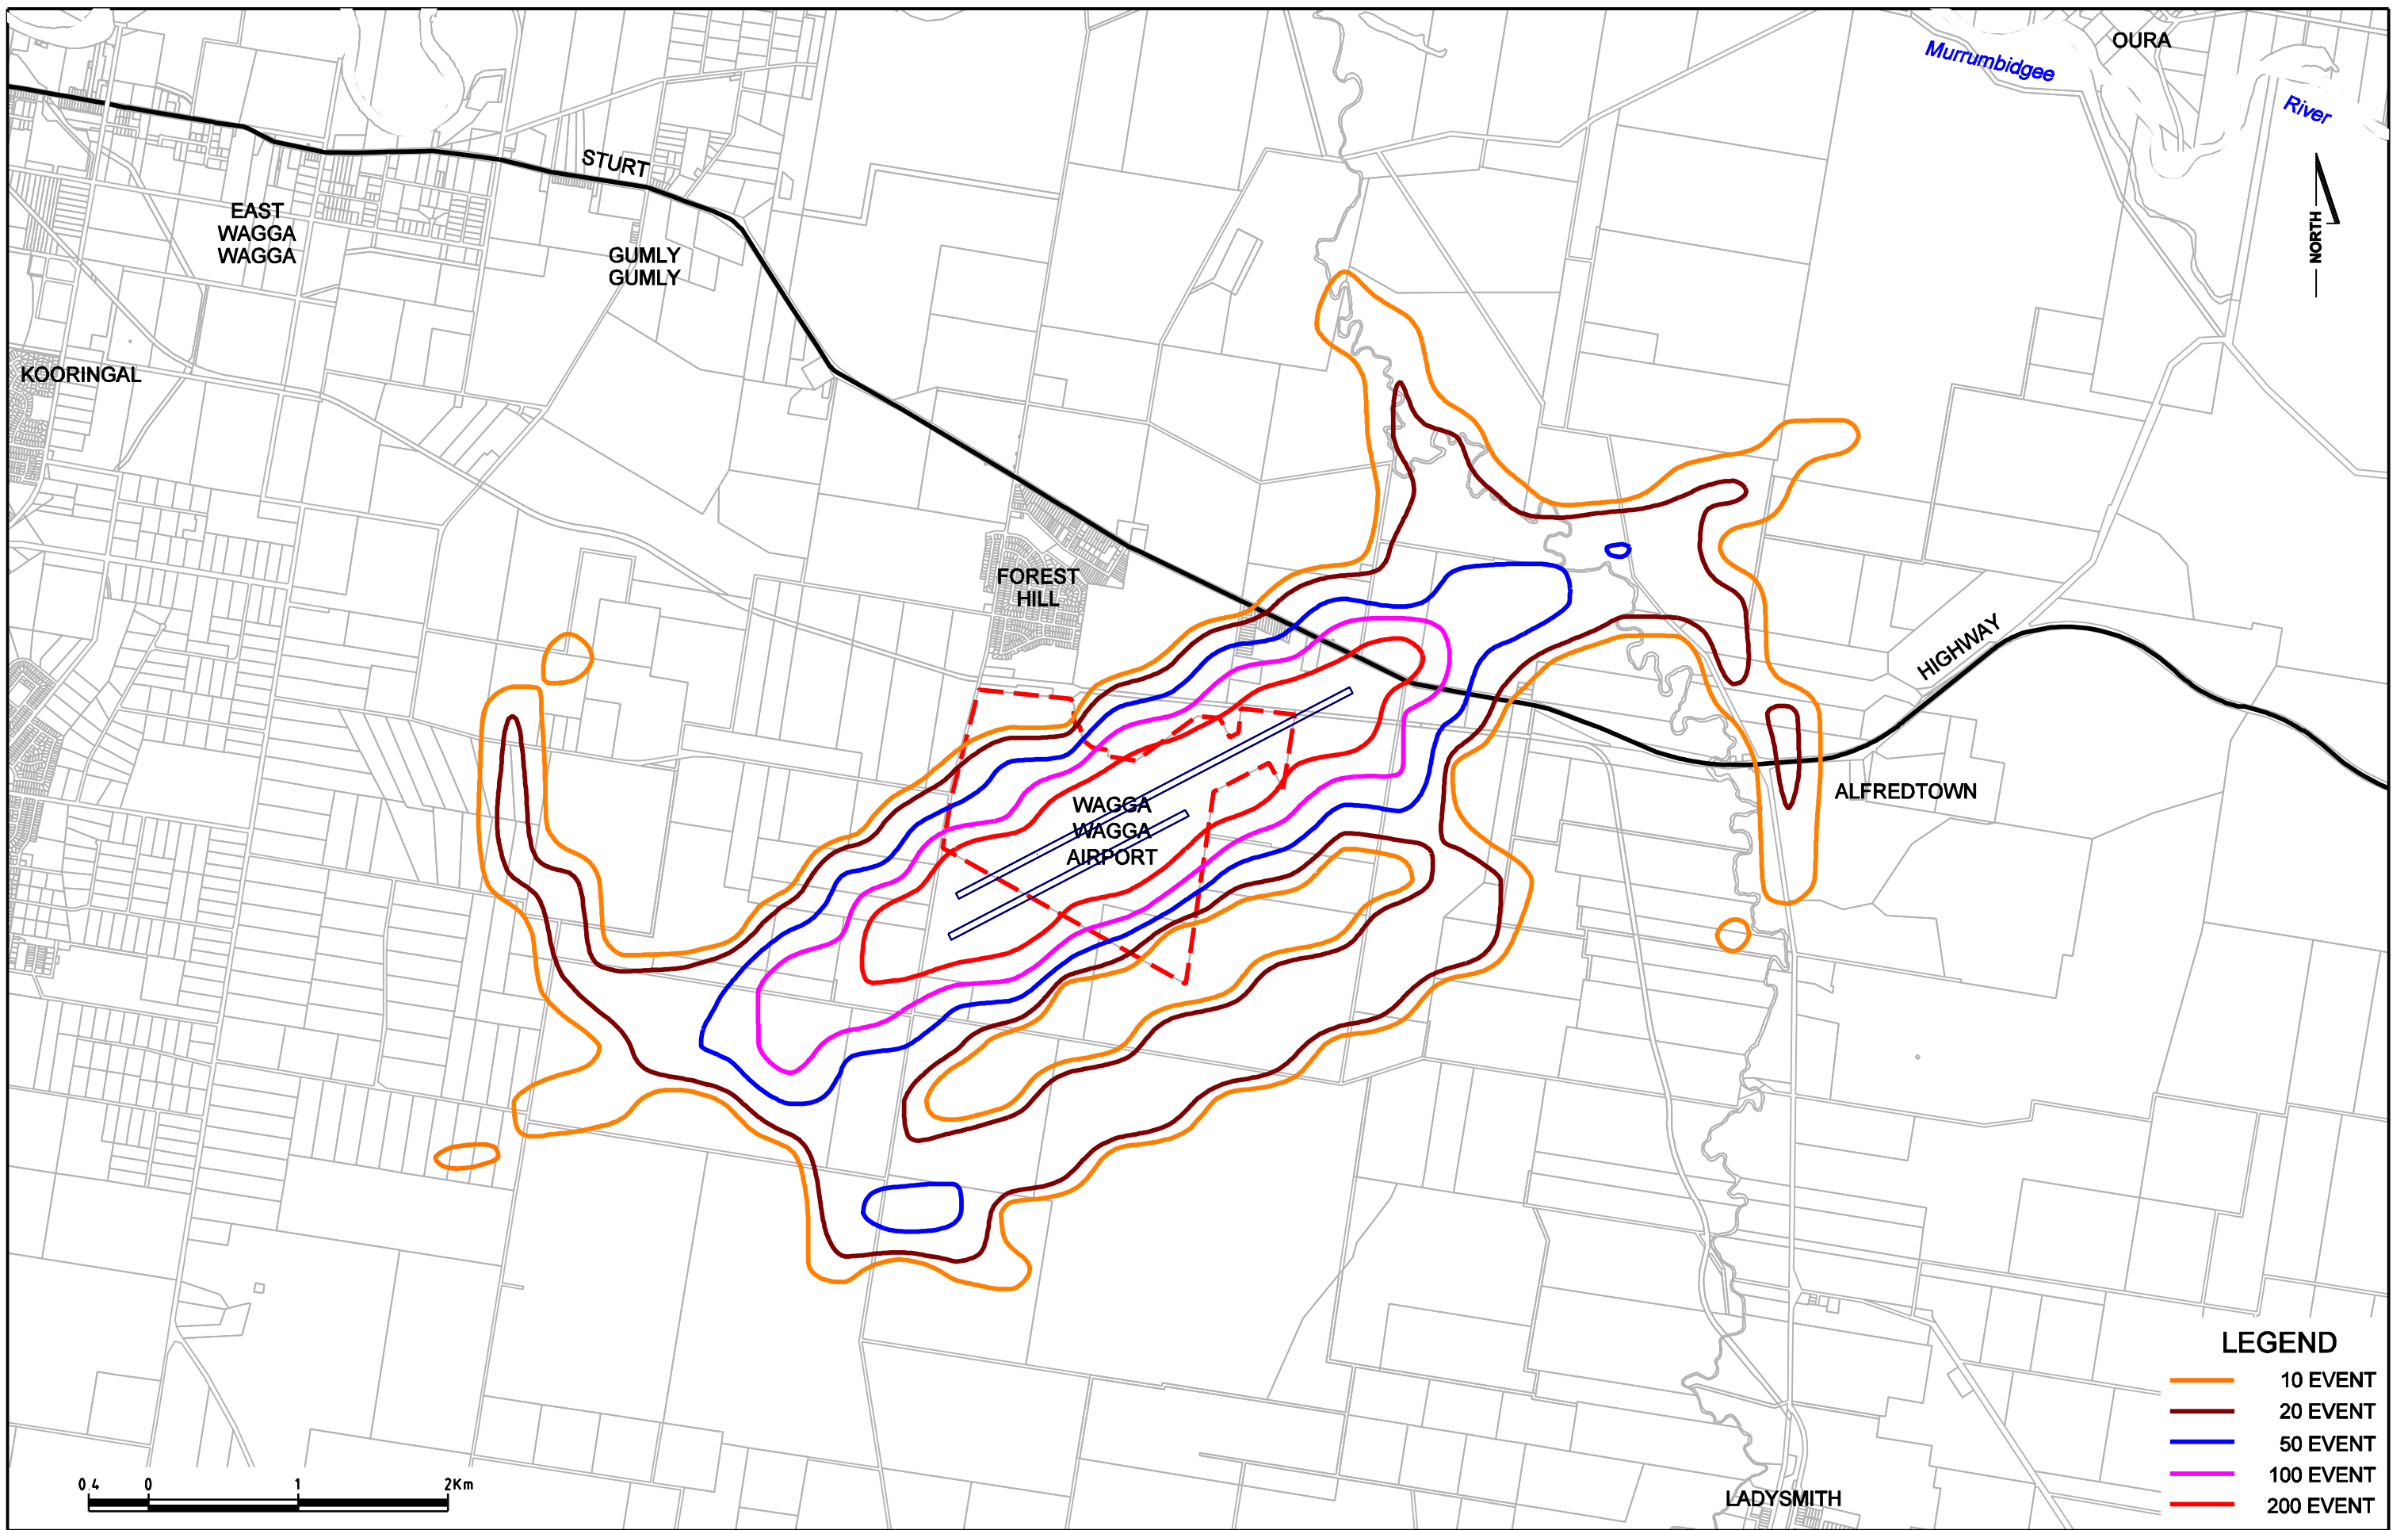 OURA
Murrumbidgee
River
NORTH
STURT
EAST
WAGGA
WAGGA
GUMLY
GUMLY
KOORINGAL
FOREST
HILL
HIGHWAY
WAGGA
WAGGA
AIRPORT
ALFREDTOWN
LEGEND
10 EVENT
20 EVENT
50 EVENT
100 EVENT
200 EVENT
0.4 0 1 2Km
LADYSMITH